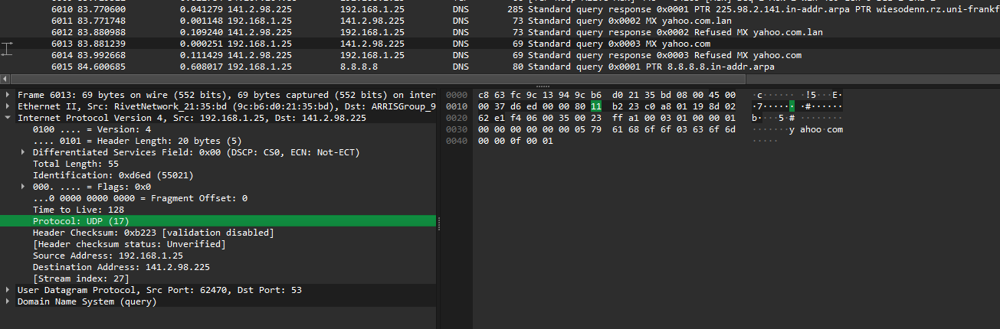 6010 83.770600 0.041279 141.2.98.225 192.168.1.25 DNS 285 Standard query response 0x0001 PTR 225.98.2.141.in-addr.arpa PTR wiesodenn.rz.uni-frankf
6011 83.771748 0.001148 192.168.1.25 141.2.98.225 DNS 73 Standard query 0x0002 MX yahoo.com.lan
6012 83.880988 0.109240 141.2.98.225 192.168.1.25 DNS 73 Standard query response 0x0002 Refused MX yahoo.com.lan
6013 83.881239 0.000251 192.168.1.25 141.2.98.225 DNS 69 Standard query 0x0003 MX yahoo.com
6014 83.992668 0.111429 141.2.98.225 192.168.1.25 DNS 69 Standard query response 0x0003 Refused MX yahoo.com
6015 84.600685 0.608017 192.168.1.25 8.8.8.8 DNS 80 Standard query 0x0001 PTR 8.8.8.8.in-addr.arpa
Frame 6013: 69 bytes on wire (552 bits), 69 bytes captured (552 bits) on inter
Ethernet II, Src: RivetNetwork_21:35:bd (9c:b6:d0:21:35:bd), Dst: ARRISGroup_9
Internet Protocol Version 4, Src: 192.168.1.25, Dst: 141.2.98.225
0100 .... = Version: 4
.... 0101 = Header Length: 20 bytes (5)
Differentiated Services Field: 0x00 (DSCP: CS0, ECN: Not-ECT)
Total Length: 55
Identification: 0xd6ed (55021)
000. .... = Flags: 0x0
...0 0000 0000 0000 = Fragment Offset: 0
Time to Live: 128
Protocol: UDP (17)
Header Checksum: 0xb223 [validation disabled]
[Header checksum status: Unverified]
Source Address: 192.168.1.25
Destination Address: 141.2.98.225
[Stream index: 27]
User Datagram Protocol, Src Port: 62470, Dst Port: 53
Domain Name System (query)
0000 c8 63 fc 9c 13 94 9c b6 d0 21 35 bd 08 00 45 00 ·c······ ·!5···E·
0010 00 37 d6 ed 00 00 80 11 b2 23 c0 a8 01 19 8d 02 ·7······ ·#······
0020 62 e1 f4 06 00 35 00 23 ff a1 00 03 01 00 00 01 b····5·# ········
0030 00 00 00 00 00 00 05 79 61 68 6f 6f 03 63 6f 6d ·······y ahoo·com
0040 00 00 0f 00 01 ·····